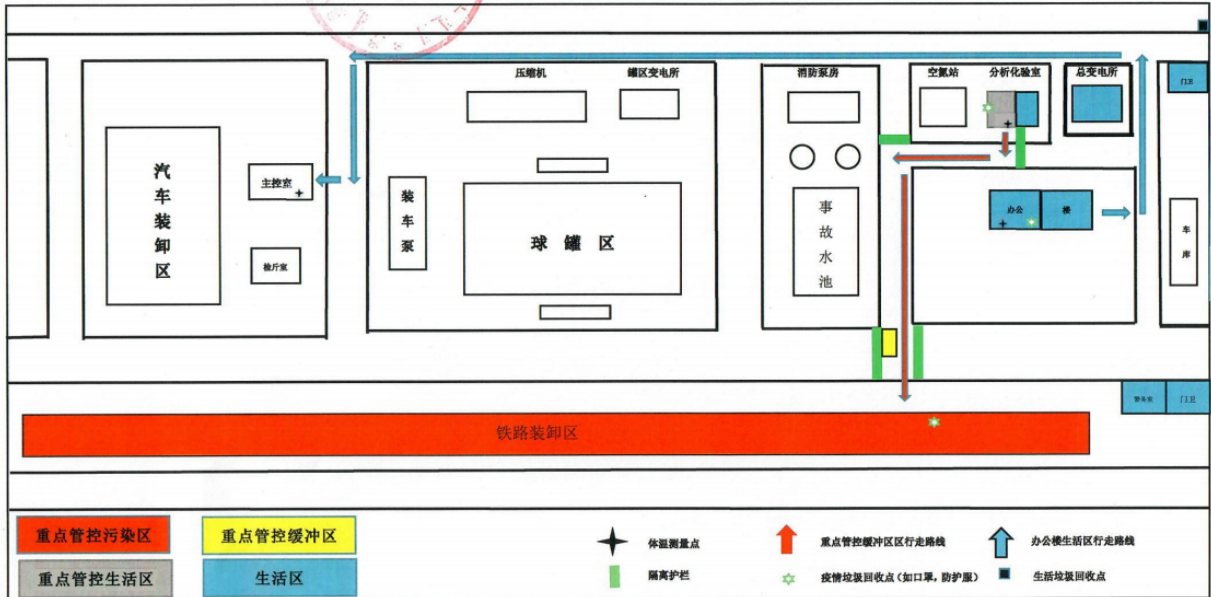 压缩机
罐区变电所
消防泵房
空氮站
分析化验室
总变电所
门卫
汽车装卸区
主控室
检斤室
装车泵
球罐区
事故水池
办公
楼
车库
警务室
门卫
铁路装卸区
重点管控污染区
重点管控缓冲区
重点管控生活区
生活区
体温测量点
隔离护栏
重点管控缓冲区区行走路线
疫情垃圾回收点（如口罩，防护服）
办公楼生活区行走路线
生活垃圾回收点